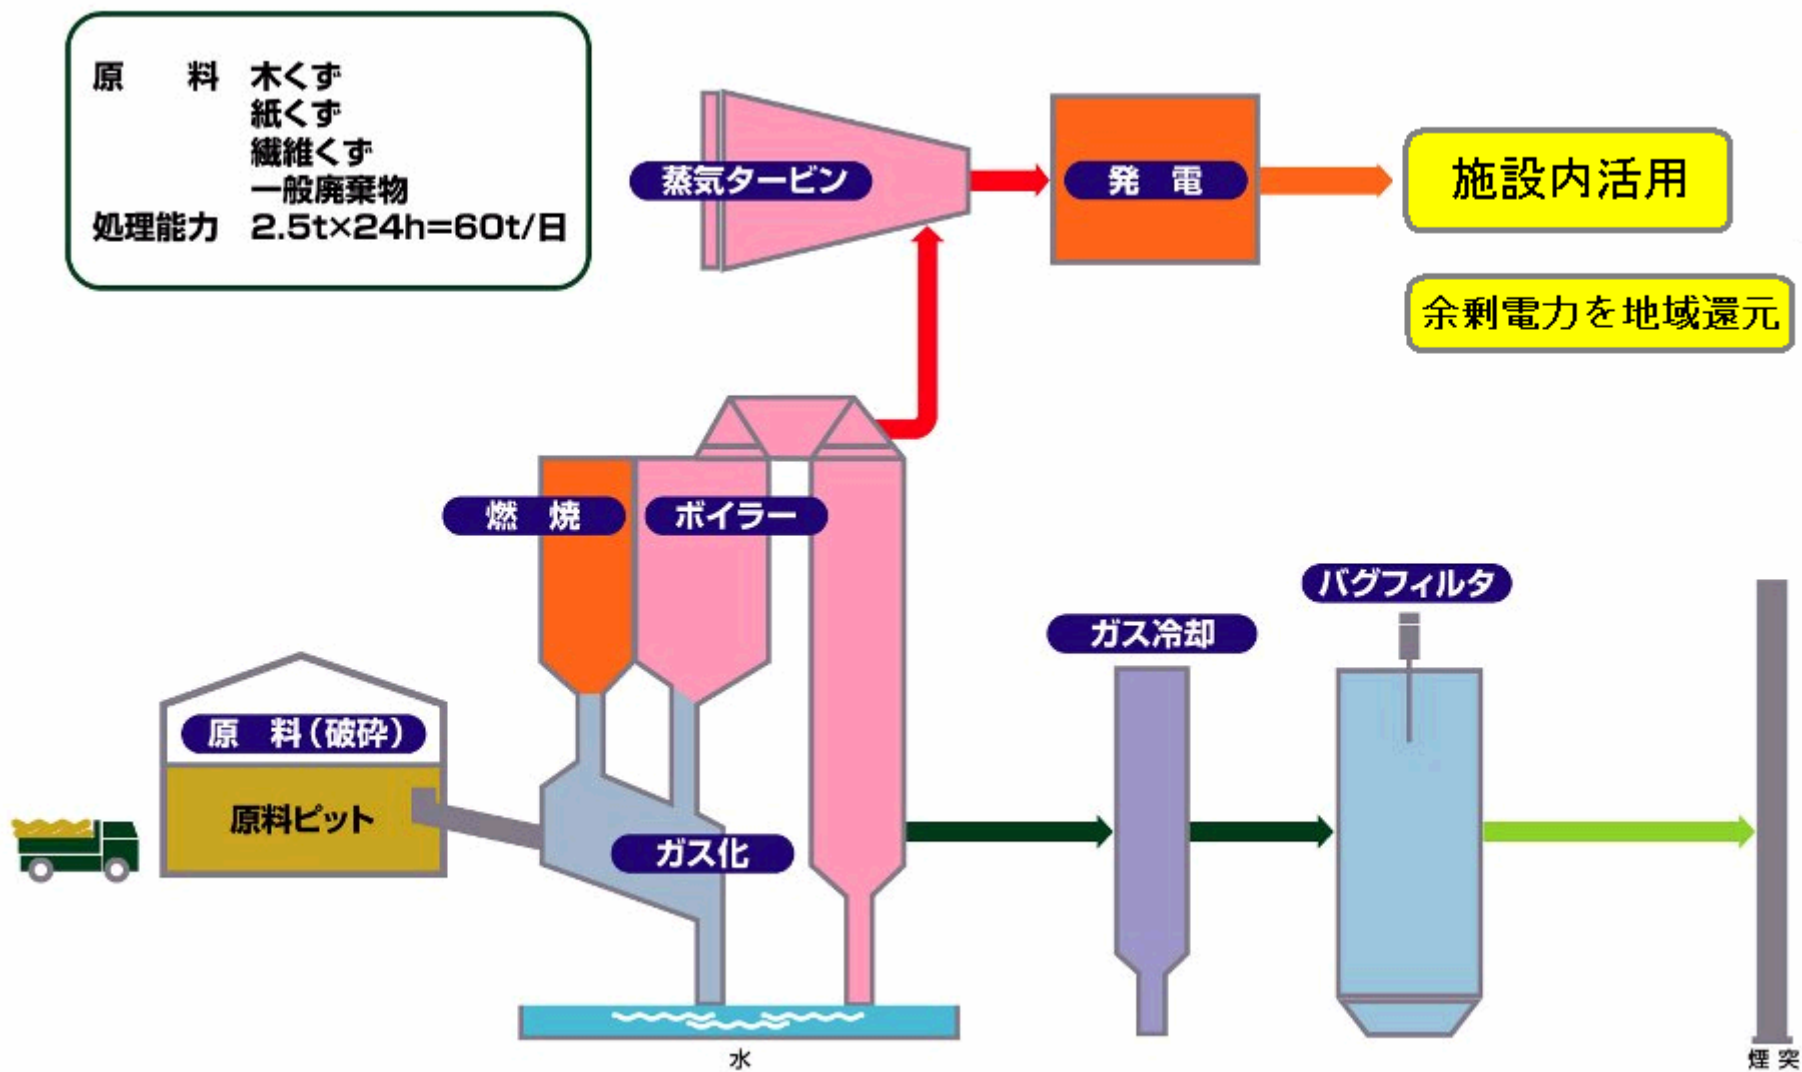 原　料　木くず
紙くず
繊維くず
一般廃棄物
処理能力　2.5t×24h=60t/日
蒸気タービン
発　電
施設内活用
余剰電力を地域還元
燃　焼
ボイラー
バグフィルタ
ガス冷却
原　料（破砕）
原料ピット
ガス化
水
煙突